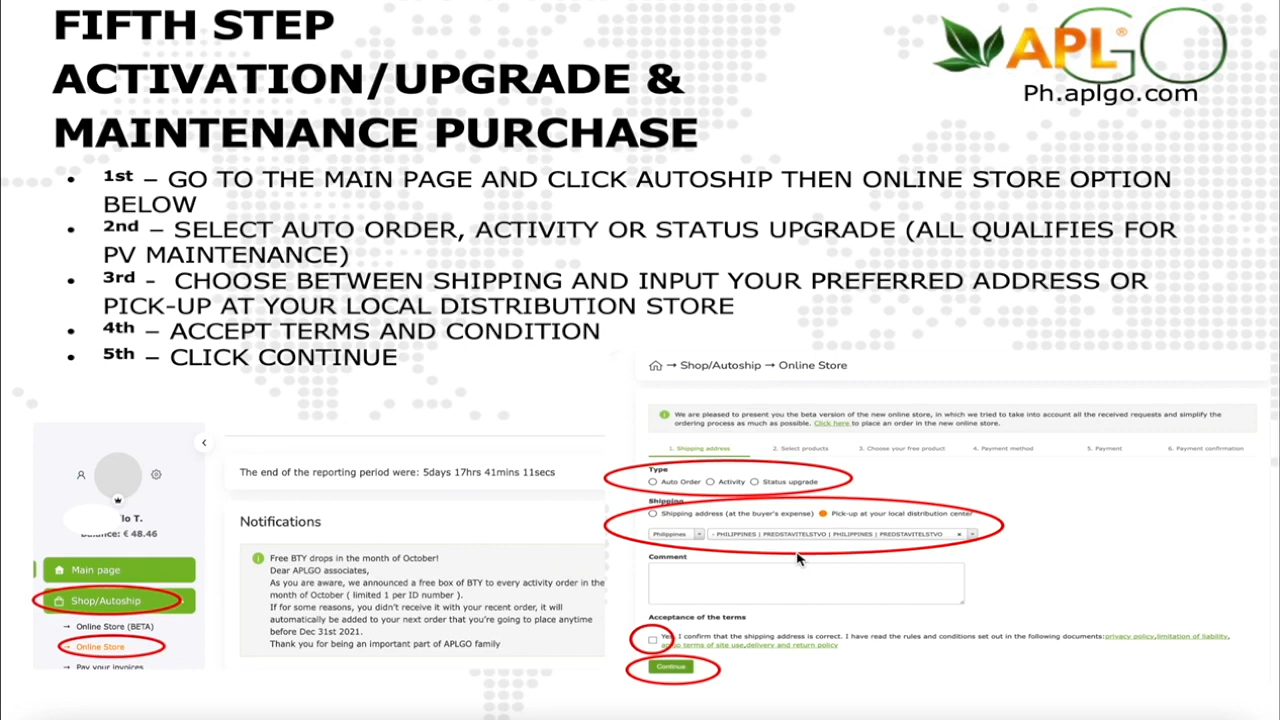 FIFTH STEP
ACTIVATION/UPGRADE &
MAINTENANCE PURCHASE
APL® GO
Ph.aplgo.com
• 1st – GO TO THE MAIN PAGE AND CLICK AUTOSHIP THEN ONLINE STORE OPTION
BELOW
• 2nd – SELECT AUTO ORDER, ACTIVITY OR STATUS UPGRADE (ALL QUALIFIES FOR
PV MAINTENANCE)
• 3rd - CHOOSE BETWEEN SHIPPING AND INPUT YOUR PREFERRED ADDRESS OR
PICK-UP AT YOUR LOCAL DISTRIBUTION STORE
• 4th – ACCEPT TERMS AND CONDITION
• 5th – CLICK CONTINUE
lo T.
Balance: € 48.46
Main page
Shop/Autoship
→ Online Store (BETA)
→ Online Store
→ Pay your invoices
The end of the reporting period were: 5days 17hrs 41mins 11secs
Notifications
Free BTY drops in the month of October!
Dear APLGO associates,
As you are aware, we announced a free box of BTY to every activity order in the
month of October ( limited 1 per ID number ).
If for some reasons, you didn't receive it with your recent order, it will
automatically be added to your next order that you're going to place anytime
before Dec 31st 2021.
Thank you for being an important part of APLGO family
→ Shop/Autoship → Online Store
We are pleased to present you the beta version of the new online store, in which we tried to take into account all the received requests and simplify the
ordering process as much as possible. Click here to place an order in the new online store.
1. Shipping address 2. Select products 3. Choose your free product 4. Payment method 5. Payment 6. Payment confirmation
Type
Auto Order Activity Status upgrade
Shipping
Shipping address (at the buyer's expense) Pick-up at your local distribution center
Philippines - PHILIPPINES | PREDSTAVITELSTVO | PHILIPPINES | PREDSTAVITELSTVO ×
Comment
Acceptance of the terms
Yes, I confirm that the shipping address is correct. I have read the rules and conditions set out in the following documents:privacy policy,limitation of liability,
aplgo terms of site use,delivery and return policy
Continue